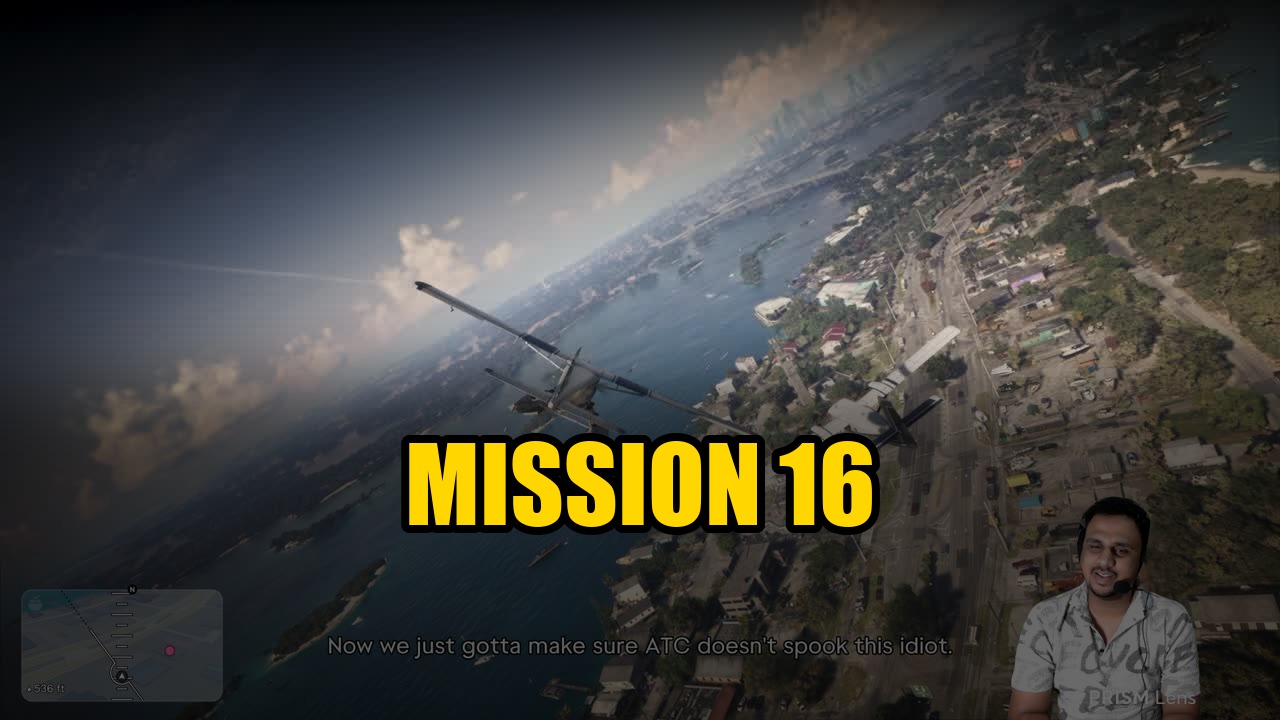 MISSION 16
N
Now we just gotta make sure ATC doesn't spook this idiot.
536 ft
PRISM Lens